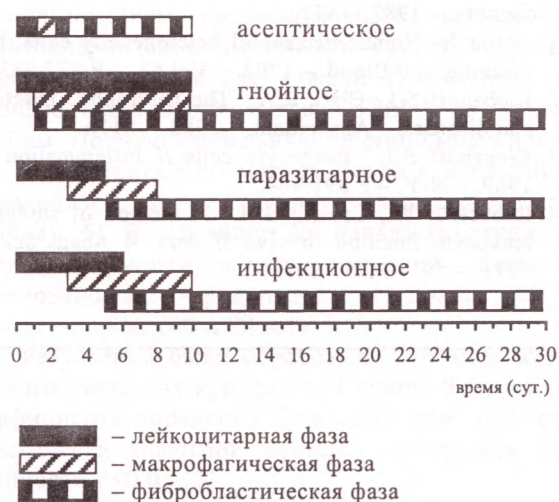 асептическое
гнойное
паразитарное
инфекционное
2 4 6 8 10 12 14 16 18 20 22 24 26 28 30
время (сут.)
– лейкоцитарная фаза
– макрофагическая фаза
– фибробластическая фаза